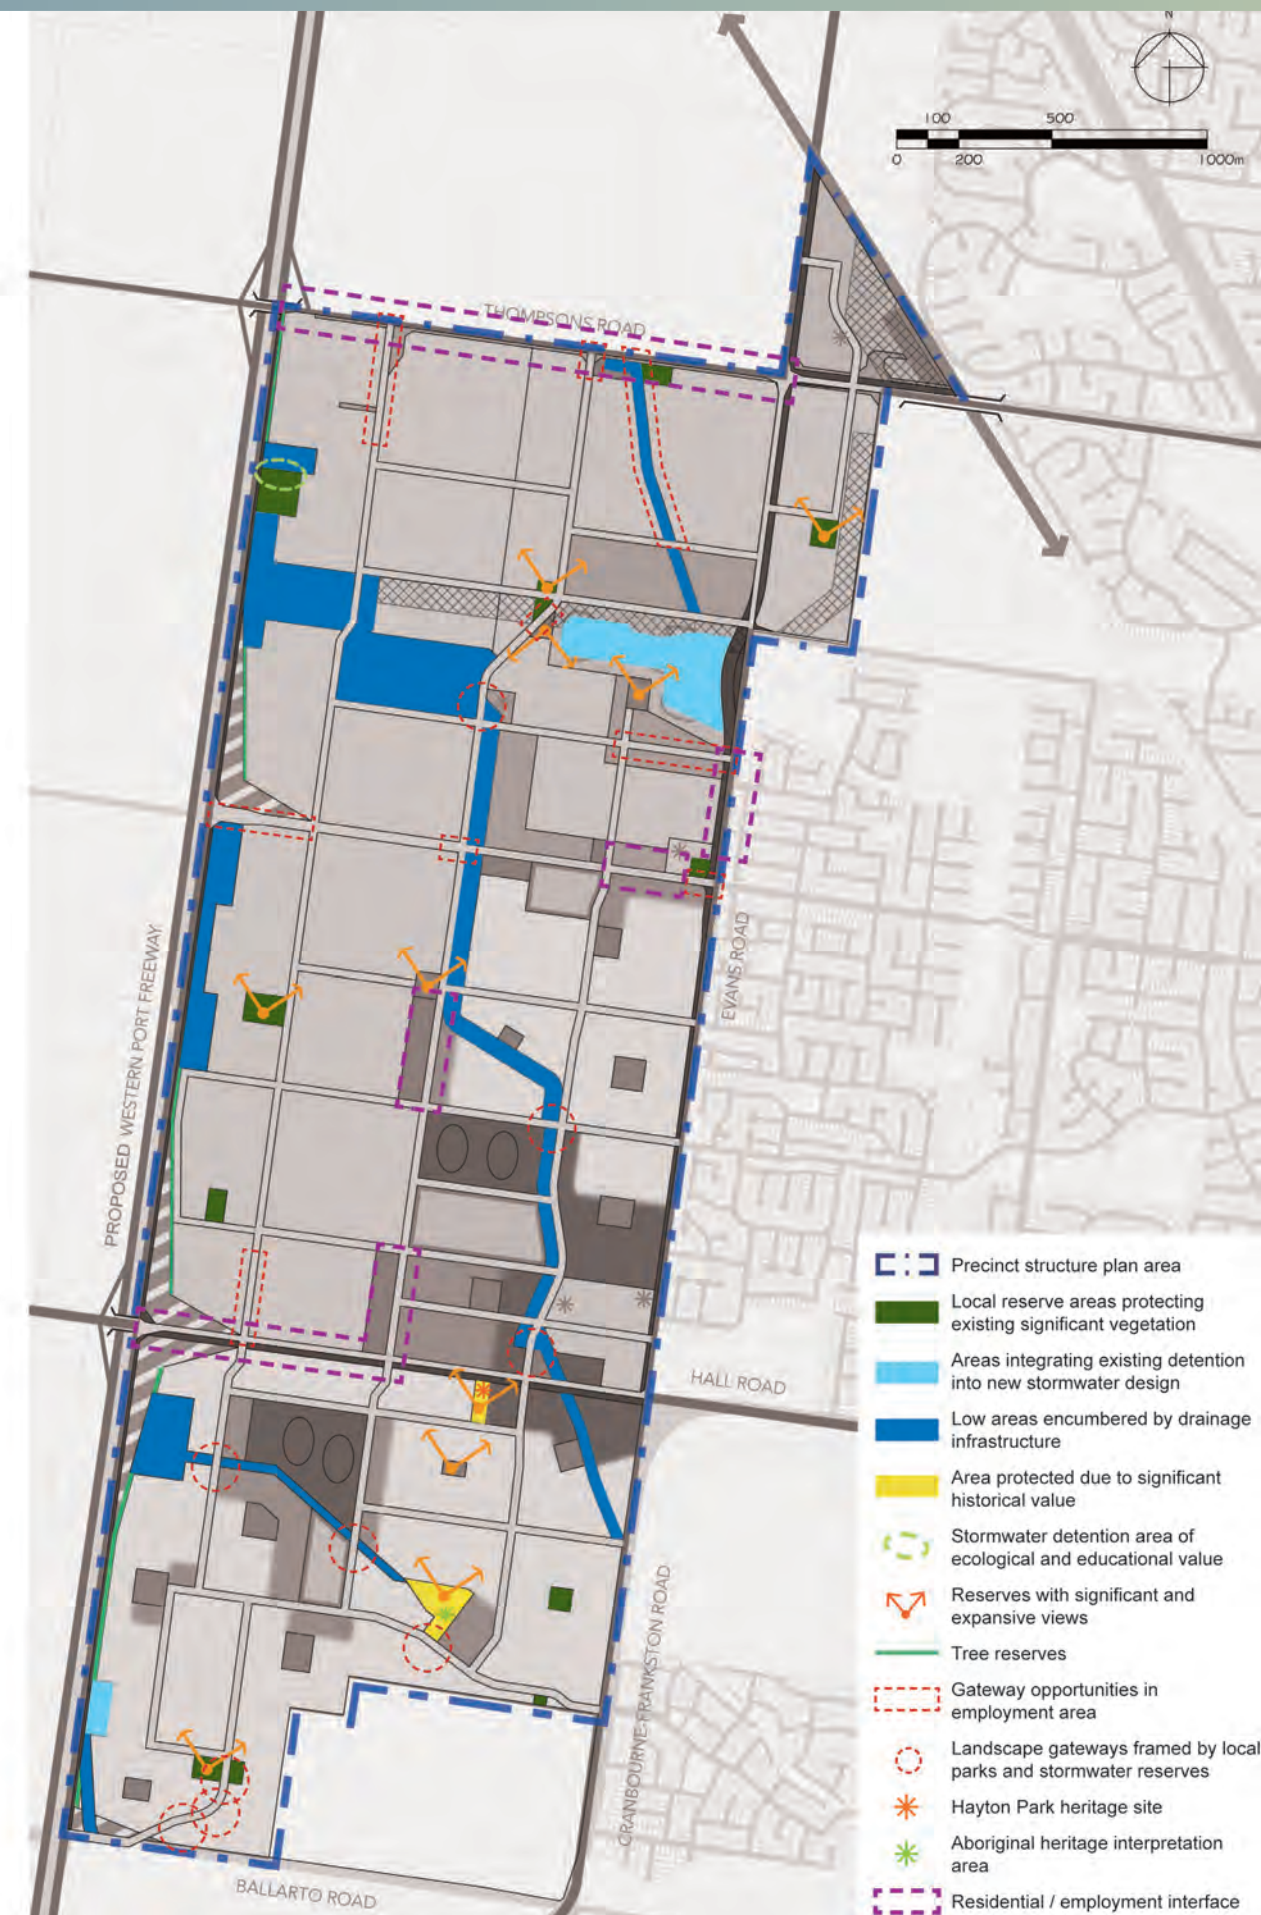 N
100 500
0 200 1000m
THOMPSONS ROAD
PROPOSED WESTERN PORT FREEWAY
EVANS ROAD
HALL ROAD
CRANBOURNE-FRANKSTON ROAD
BALLARTO ROAD
Precinct structure plan area
Local reserve areas protecting
existing significant vegetation
Areas integrating existing detention
into new stormwater design
Low areas encumbered by drainage
infrastructure
Area protected due to significant
historical value
Stormwater detention area of
ecological and educational value
Reserves with significant and
expansive views
Tree reserves
Gateway opportunities in
employment area
Landscape gateways framed by local
parks and stormwater reserves
Hayton Park heritage site
Aboriginal heritage interpretation
area
Residential / employment interface